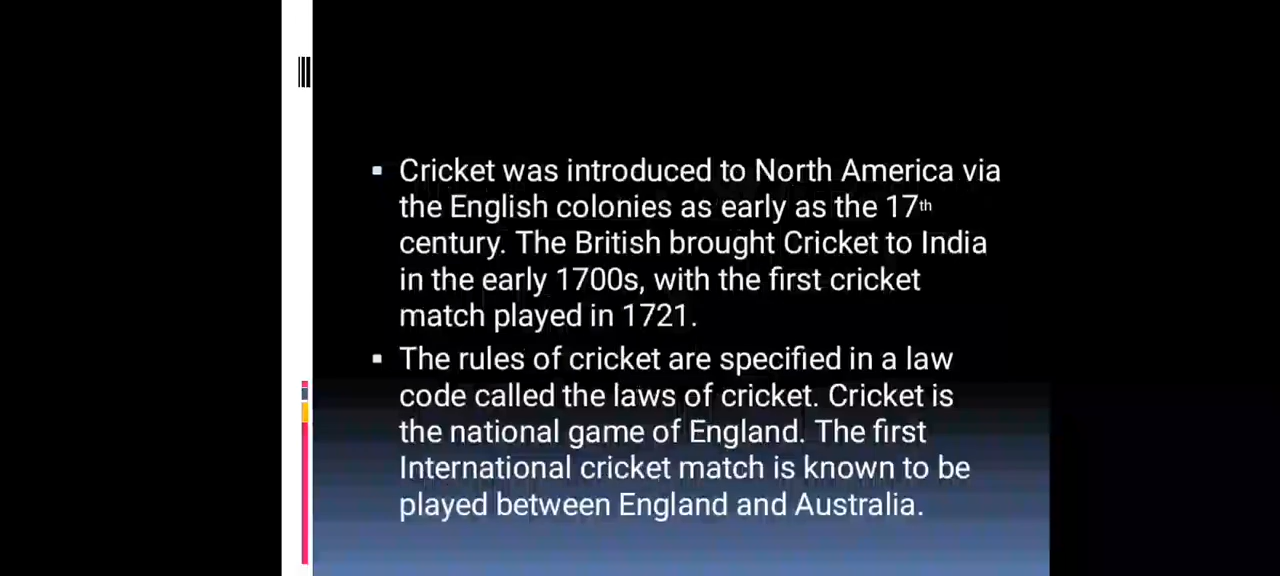 ▪ Cricket was introduced to North America via
the English colonies as early as the 17th
century. The British brought Cricket to India
in the early 1700s, with the first cricket
match played in 1721.
▪ The rules of cricket are specified in a law
code called the laws of cricket. Cricket is
the national game of England. The first
International cricket match is known to be
played between England and Australia.